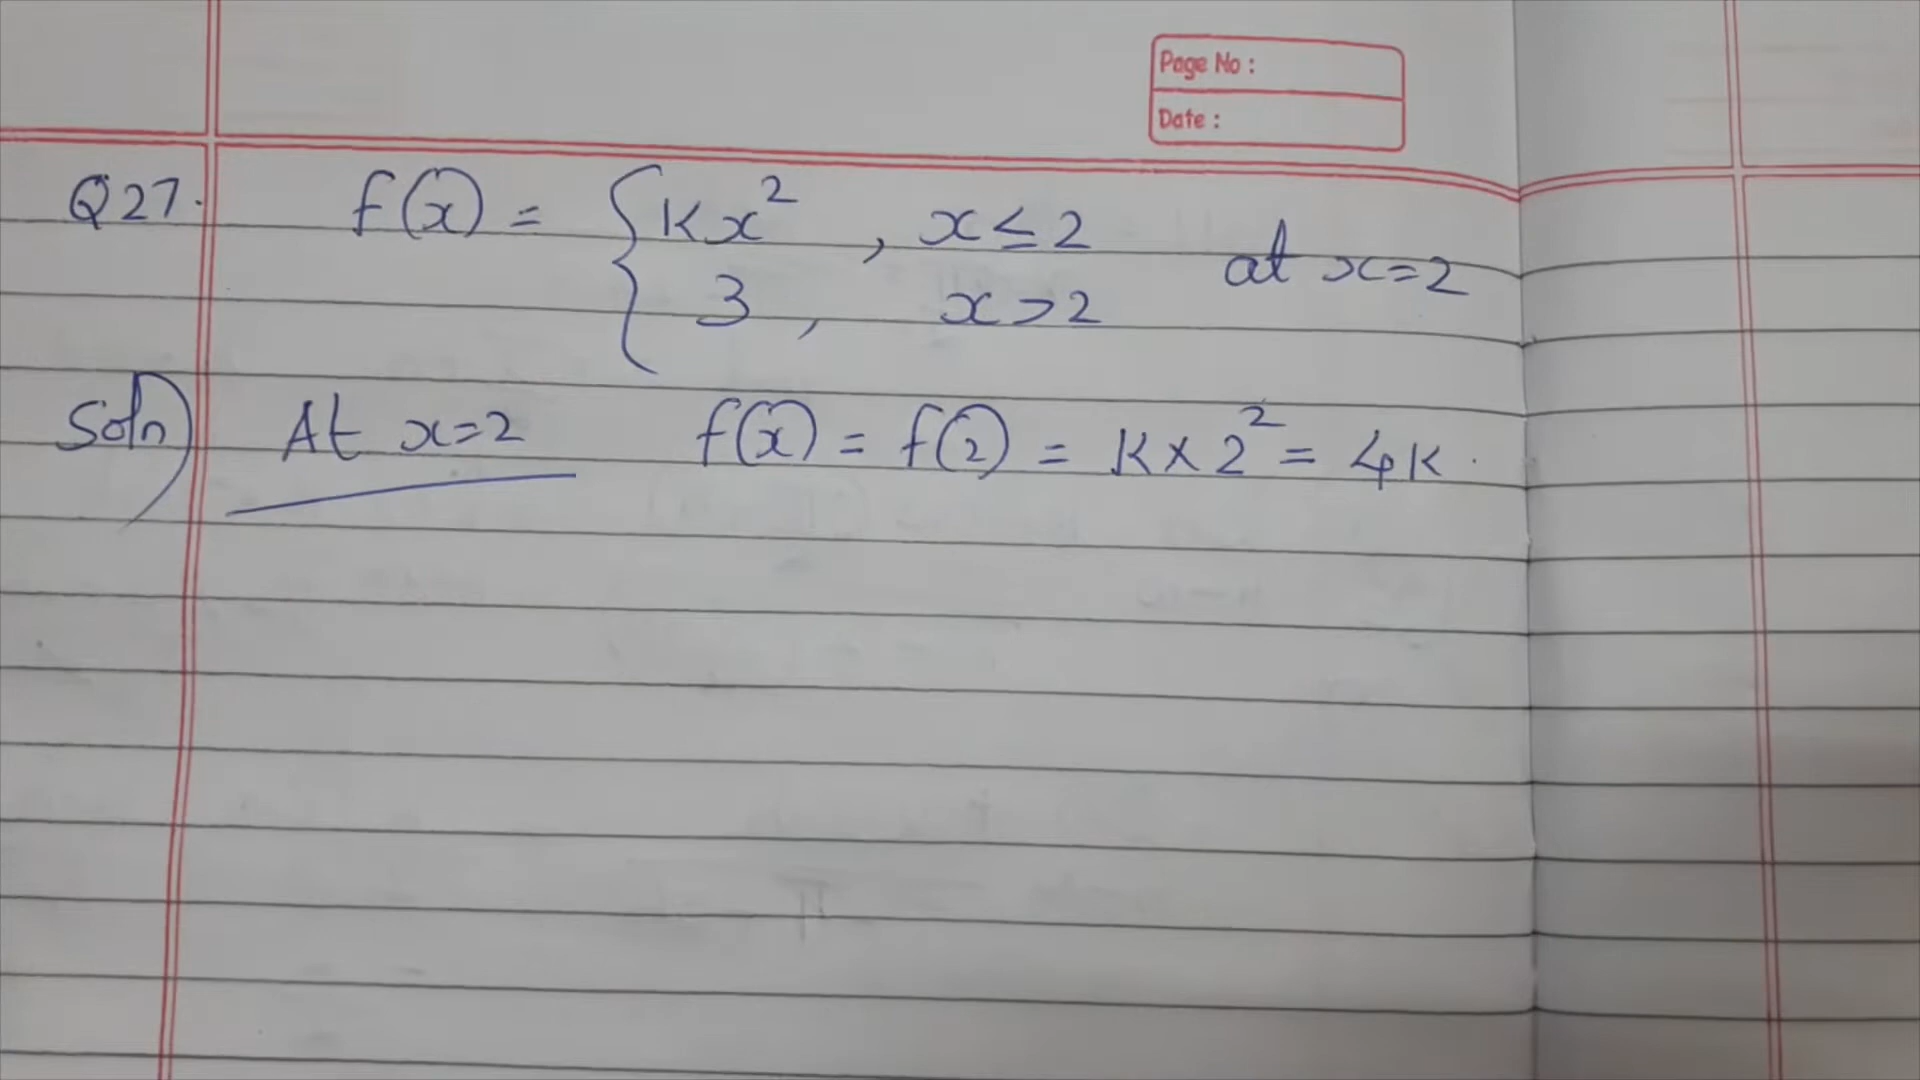 Page No :
Date :
Q27. f(x) = { kx² , x ≤ 2 at x=2
3 , x > 2
Soln) At x=2 f(x) = f(2) = k × 2² = 4k.